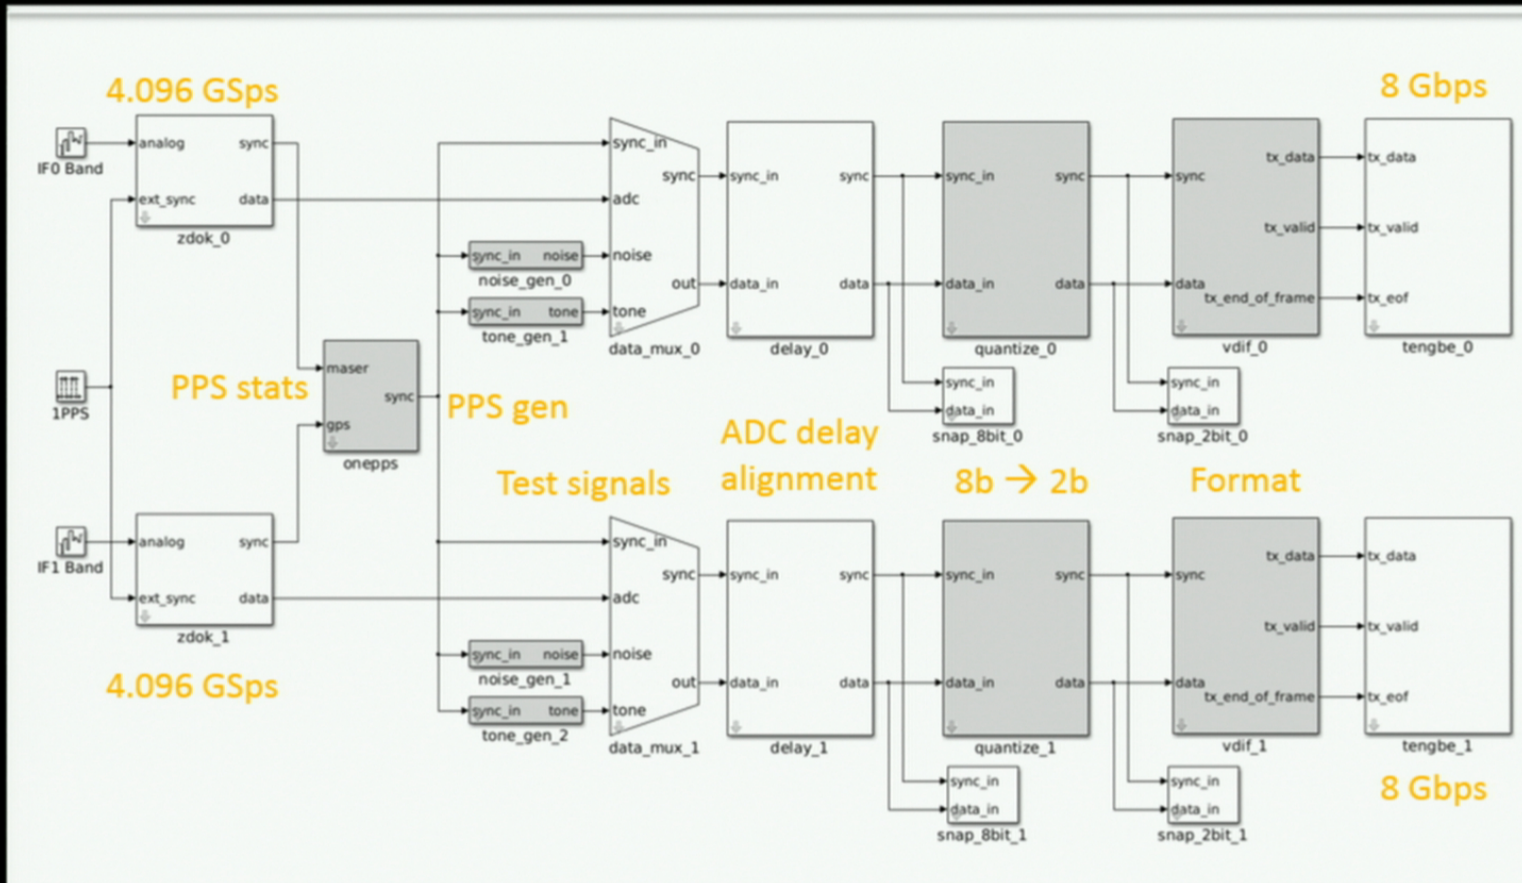 4.096 GSps
8 Gbps
IF0 Band
analog
sync
ext_sync
data
zdok_0
sync_in
adc
noise
tone
sync
out
data_mux_0
sync_in noise
noise_gen_0
sync_in tone
tone_gen_1
sync_in
sync
data_in
data
delay_0
sync_in
sync
data_in
data
quantize_0
sync
data
tx_data
tx_valid
tx_end_of_frame
vdif_0
tx_data
tx_valid
tx_eof
tengbe_0
sync_in
data_in
snap_8bit_0
sync_in
data_in
snap_2bit_0
1PPS
PPS stats
maser
gps
sync
onepps
PPS gen
Test signals
ADC delay
alignment
8b → 2b
Format
IF1 Band
analog
sync
ext_sync
data
zdok_1
4.096 GSps
sync_in
adc
noise
tone
sync
out
data_mux_1
sync_in noise
noise_gen_1
sync_in tone
tone_gen_2
sync_in
sync
data_in
data
delay_1
sync_in
sync
data_in
data
quantize_1
sync
data
tx_data
tx_valid
tx_end_of_frame
vdif_1
tx_data
tx_valid
tx_eof
tengbe_1
8 Gbps
sync_in
data_in
snap_8bit_1
sync_in
data_in
snap_2bit_1